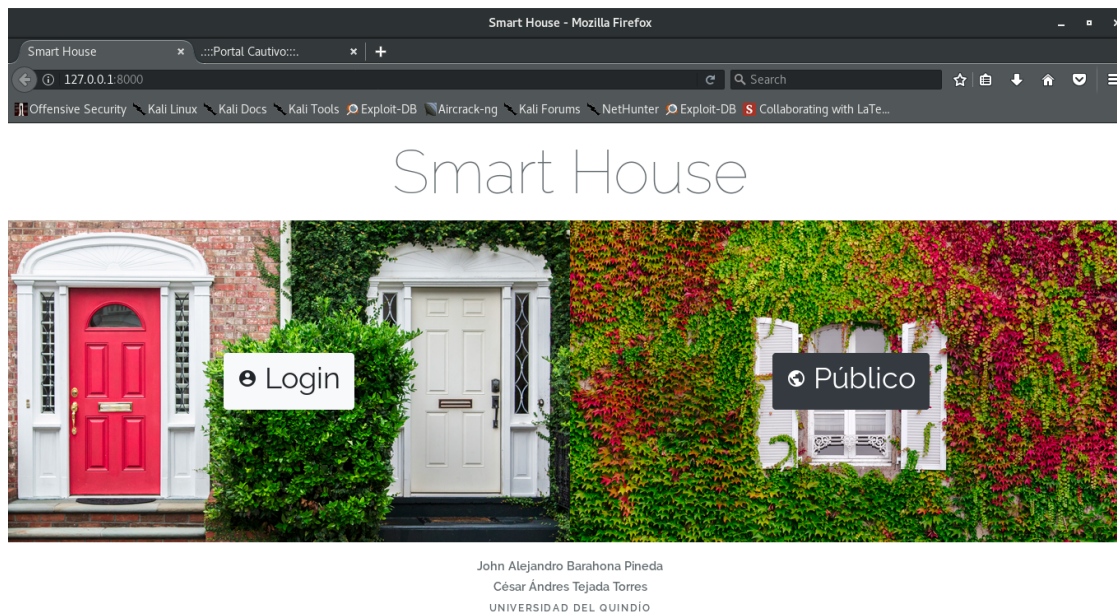 Smart House - Mozilla Firefox
Smart House .:::Portal Cautivo:::.
127.0.0.1:8000 Search
Offensive Security Kali Linux Kali Docs Kali Tools Exploit-DB Aircrack-ng Kali Forums NetHunter Exploit-DB S Collaborating with LaTe...
Smart House
Login Público
John Alejandro Barahona Pineda
César Ándres Tejada Torres
UNIVERSIDAD DEL QUINDÍO